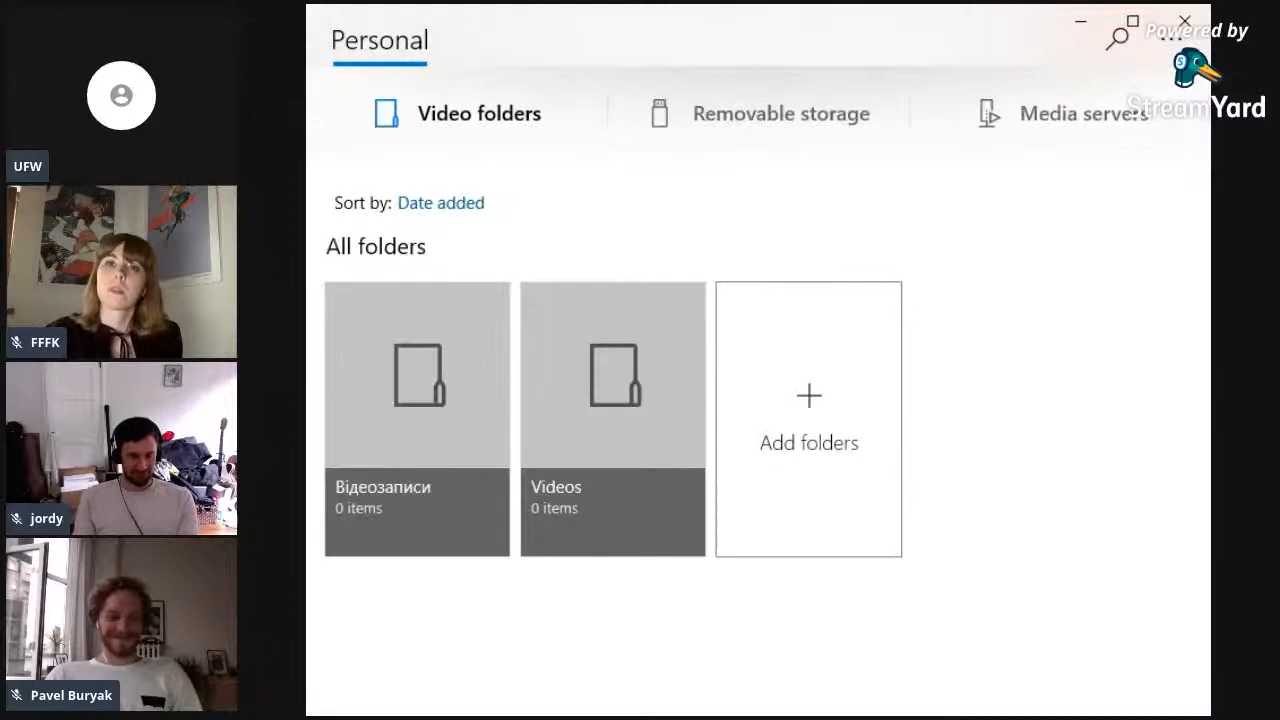 UFW
FFFK
jordy
Pavel Buryak
Personal
Powered by
StreamYard
Video folders
Removable storage
Media servers
Sort by: Date added
All folders
Відеозаписи
0 items
Videos
0 items
Add folders